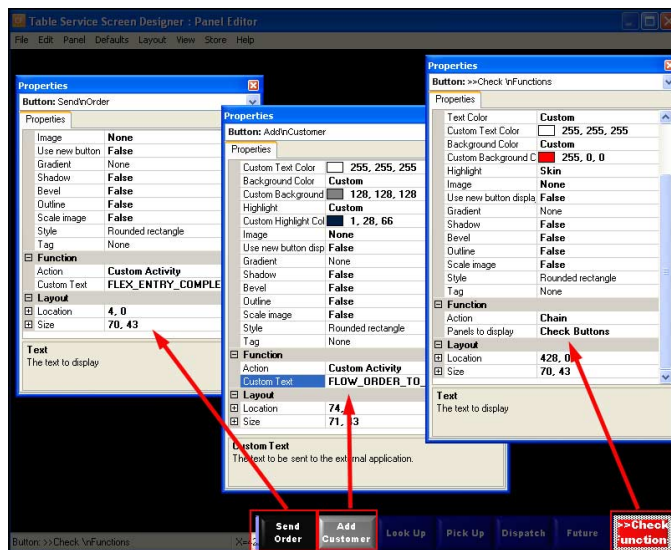 Table Service Screen Designer : Panel Editor
File Edit Panel Defaults Layout View Store Help
Properties
Button: Send\nOrder
Properties
Image None
Use new button False
Gradient None
Shadow False
Bevel False
Outline False
Scale image False
Style Rounded rectangle
Tag None
Function
Action Custom Activity
Custom Text FLEX_ENTRY_COMPLE
Layout
Location 4, 0
Size 70, 43
Text
The text to display
Properties
Button: Add\nCustomer
Properties
Custom Text Color 255, 255, 255
Background Color Custom
Custom Background 128, 128, 128
Highlight Custom
Custom Highlight Col 1, 28, 66
Image None
Use new button disp False
Gradient None
Shadow False
Bevel False
Outline False
Scale image False
Style Rounded rectangle
Tag None
Function
Action Custom Activity
Custom Text FLOW_ORDER_TO_
Layout
Location 74,
Size 71, 43
Custom Text
The text to be sent to the external application.
Properties
Button: >>Check \nFunctions
Properties
Text Color Custom
Custom Text Color 255, 255, 255
Background Color Custom
Custom Background C 255, 0, 0
Highlight Skin
Image None
Use new button displa False
Gradient None
Shadow False
Bevel False
Outline False
Scale image False
Style Rounded rectangle
Tag None
Function
Action Chain
Panels to display Check Buttons
Layout
Location 428, 0
Size 70, 43
Text
The text to display
Button: >>Check \nFunctions
Send Order
Add Customer
Look Up
Pick Up
Dispatch
Future
>>Check
unction